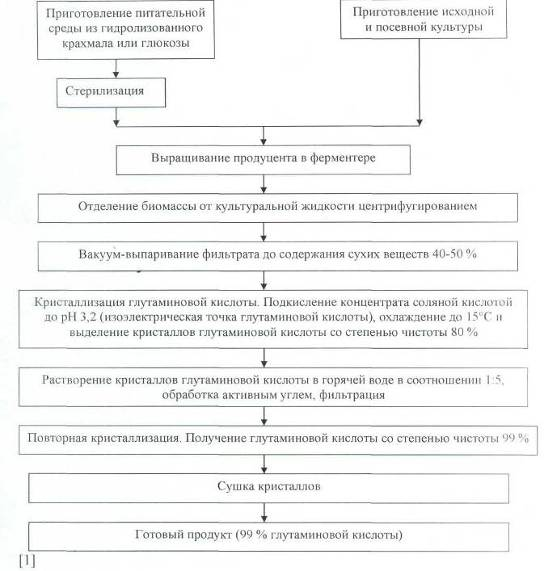 Приготовление питательной
среды из гидролизованного
крахмала или глюкозы
Приготовление исходной
и посевной культуры
Стерилизация
Выращивание продуцента в ферментере
Отделение биомассы от культуральной жидкости центрифугированием
Вакуум-выпаривание фильтрата до содержания сухих веществ 40-50 %
Кристаллизация глутаминовой кислоты. Подкисление концентрата соляной кислотой
до рН 3,2 (изоэлектрическая точка глутаминовой кислоты), охлаждение до 15°С и
выделение кристаллов глутаминовой кислоты со степенью чистоты 80 %
Растворение кристаллов глутаминовой кислоты в горячей воде в соотношении 1:5,
обработка активным углем, фильтрация
Повторная кристаллизация. Получение глутаминовой кислоты со степенью чистоты 99 %
Сушка кристаллов
Готовый продукт (99 % глутаминовой кислоты)
[1]